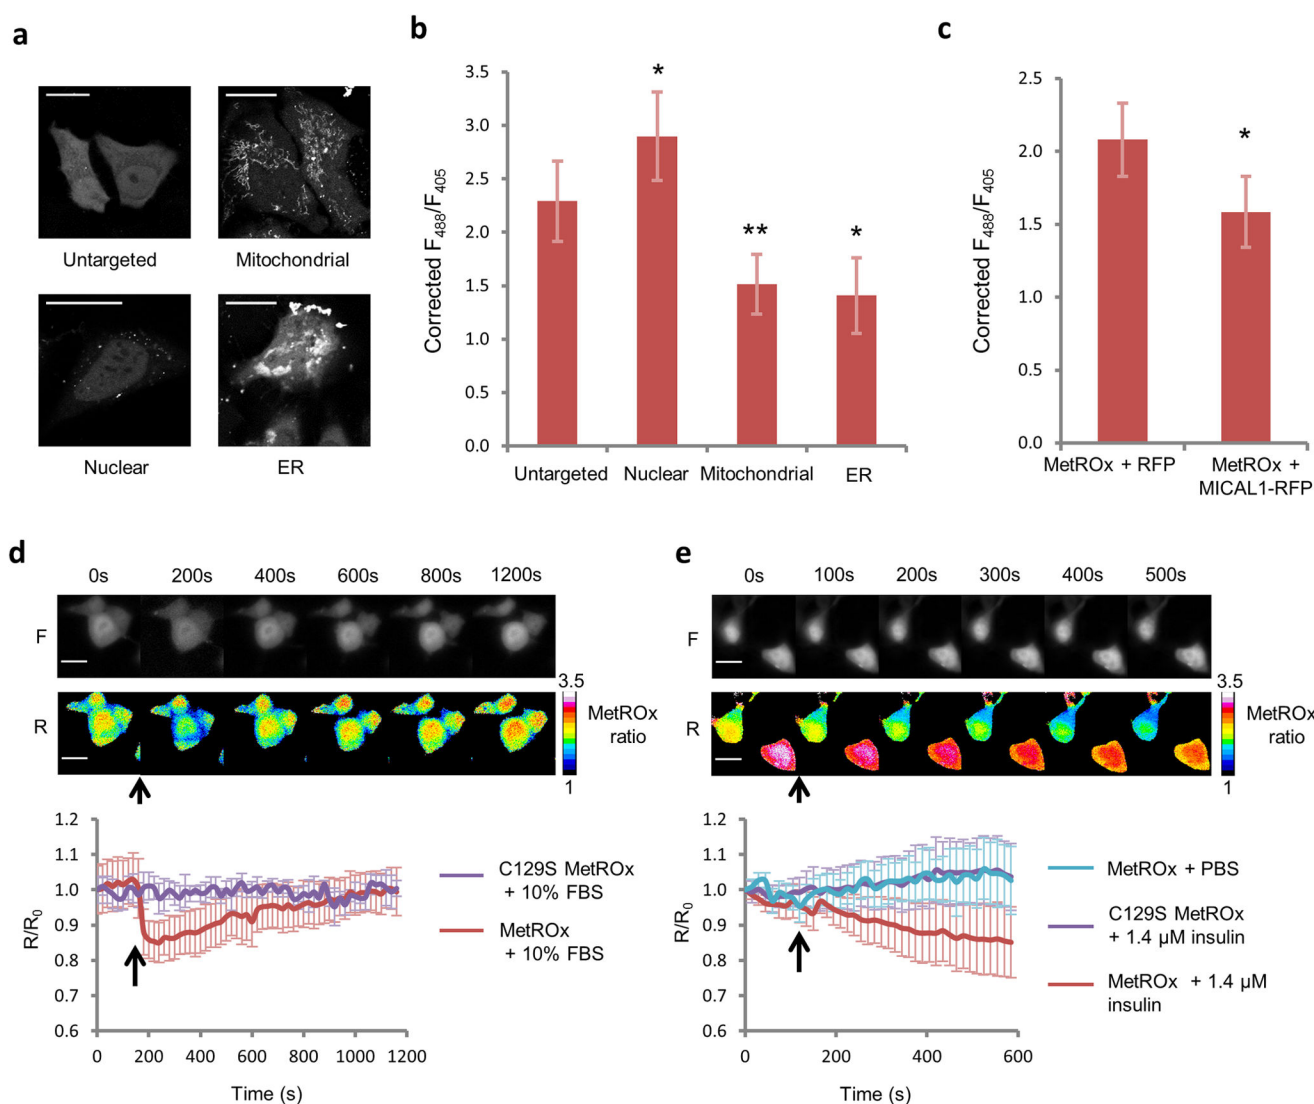 a
Untargeted
Mitochondrial
Nuclear
ER
b
Corrected F488/F405
3.5
3.0
2.5
2.0
1.5
1.0
0.5
0.0
*
**
*
Untargeted
Nuclear
Mitochondrial
ER
c
Corrected F488/F405
2.5
2.0
1.5
1.0
0.5
0.0
*
MetROx + RFP
MetROx +
MICAL1-RFP
d
0s 200s 400s 600s 800s 1200s
F
R
3.5
MetROx
ratio
1
R/R0
1.2
1.1
1.0
0.9
0.8
0.7
0.6
0 200 400 600 800 1000 1200
Time (s)
C129S MetROx
+ 10% FBS
MetROx
+ 10% FBS
e
0s 100s 200s 300s 400s 500s
F
R
3.5
MetROx
ratio
1
R/R0
1.2
1.1
1.0
0.9
0.8
0.7
0.6
0 200 400 600
Time (s)
MetROx + PBS
C129S MetROx
+ 1.4 µM insulin
MetROx + 1.4 µM
insulin